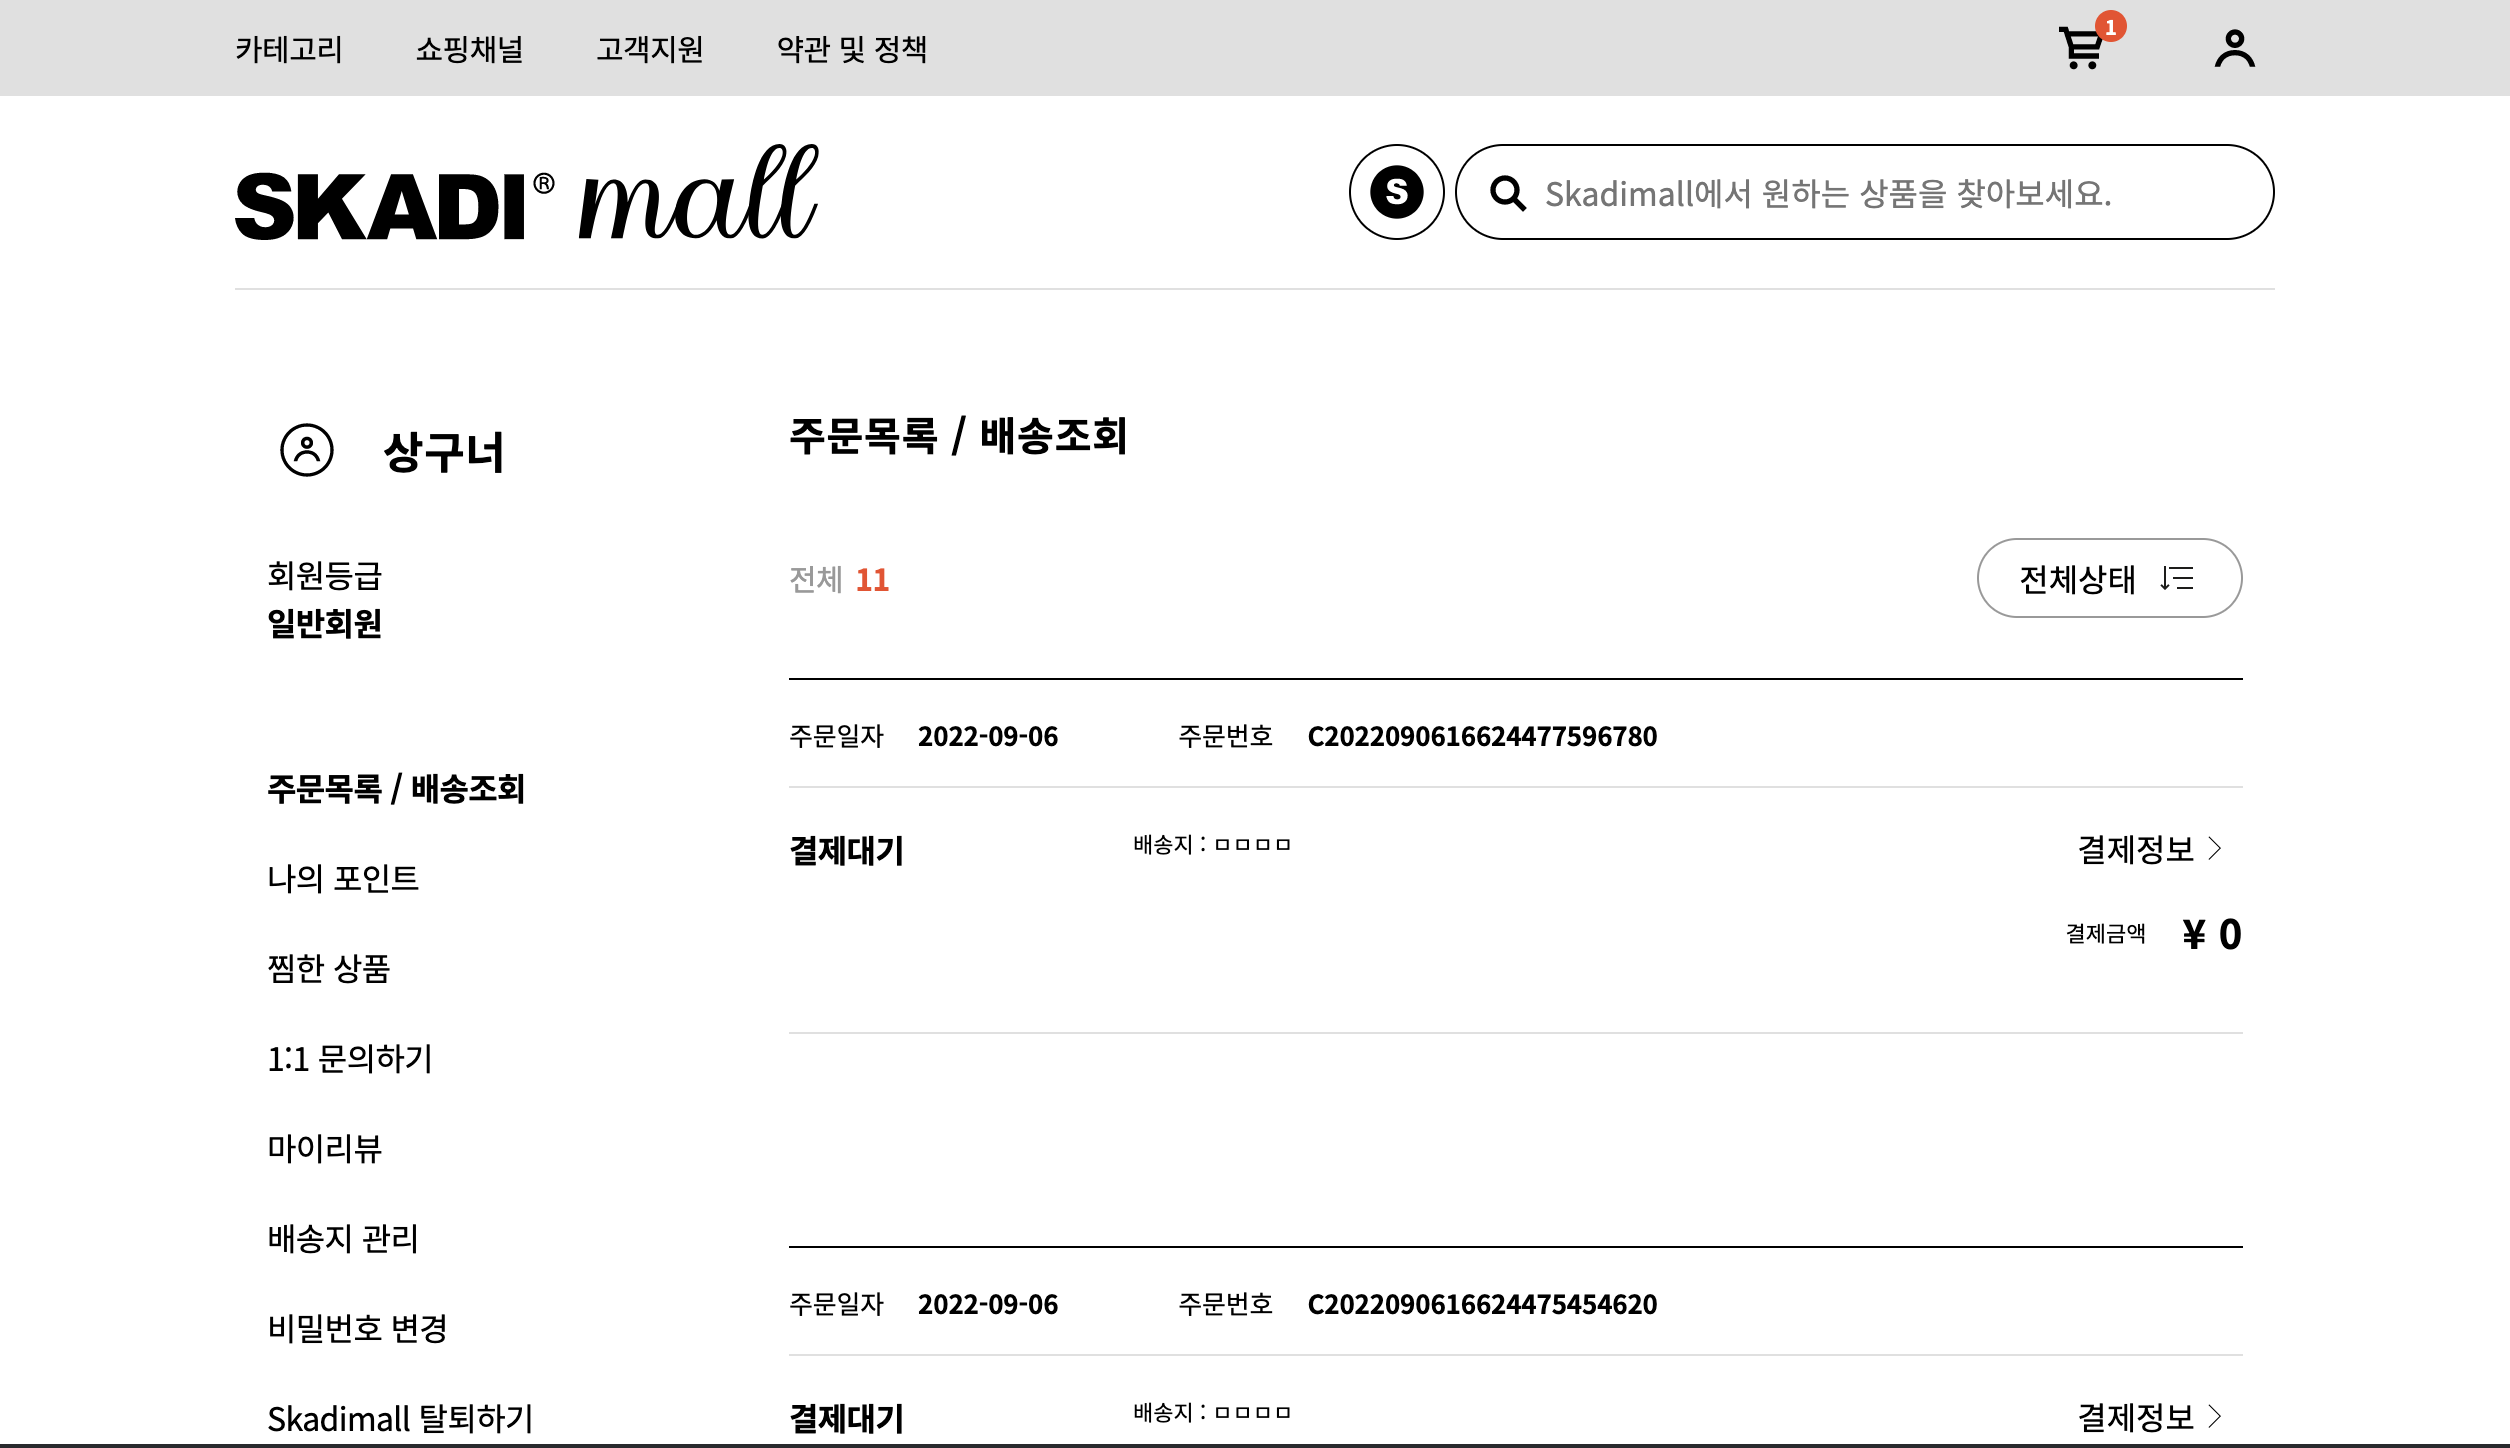 카테고리 쇼핑채널 고객지원 약관 및 정책 1
SKADI® mall S Skadimall에서 원하는 상품을 찾아보세요.
상구너
회원등급
일반회원
주문목록 / 배송조회
나의 포인트
찜한 상품
1:1 문의하기
마이리뷰
배송지 관리
비밀번호 변경
Skadimall 탈퇴하기
주문목록 / 배송조회
전체 11 전체상태
주문일자 2022-09-06 주문번호 C2022090616624477596780
결제대기 배송지 : ㅁㅁㅁㅁ 결제정보
결제금액 ¥ 0
주문일자 2022-09-06 주문번호 C2022090616624475454620
결제대기 배송지 : ㅁㅁㅁㅁ 결제정보